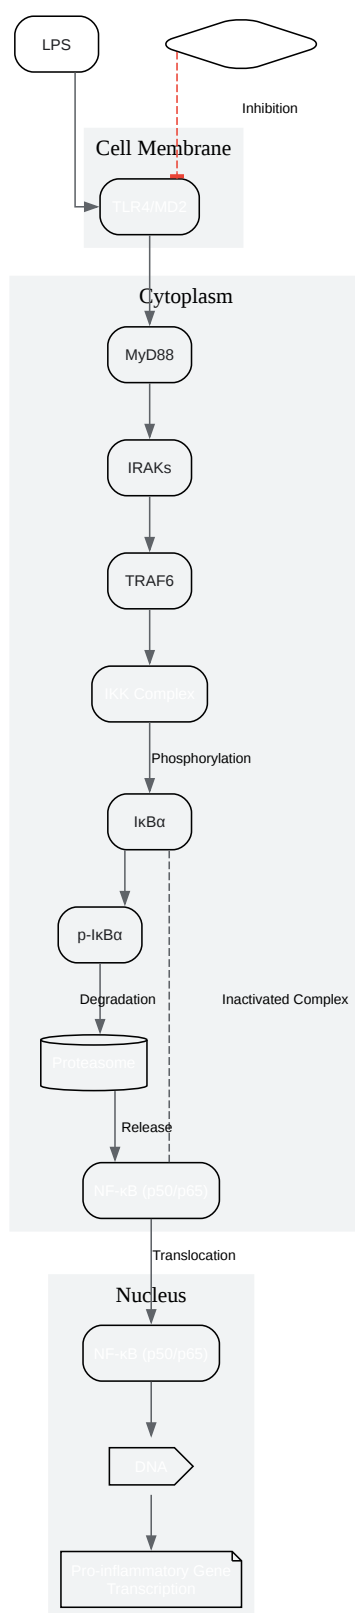 LPS
Inhibition
Cell Membrane
TLR4/MD2
Cytoplasm
MyD88
IRAKs
TRAF6
IKK Complex
Phosphorylation
IκBα
p-IκBα
Degradation
Inactivated Complex
Proteasome
Release
NF-κB (p50/p65)
Translocation
Nucleus
NF-κB (p50/p65)
DNA
Pro-inflammatory Gene
Transcription